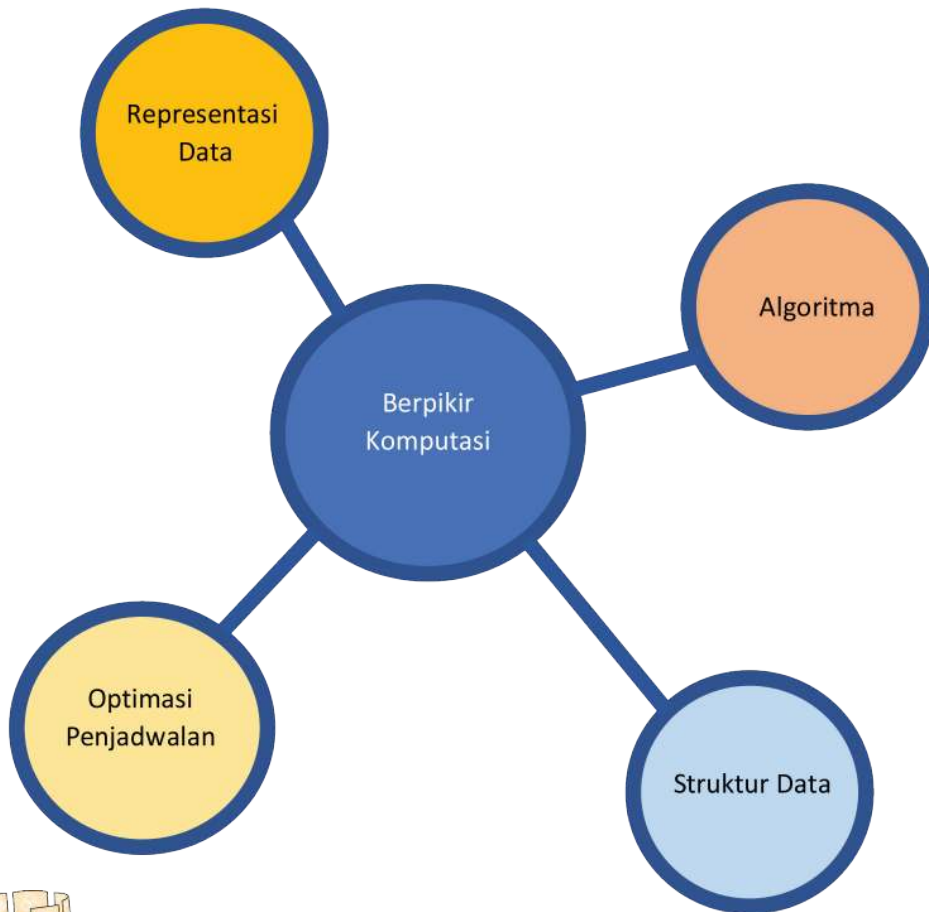 Representasi
Data
Algoritma
Berpikir
Komputasi
Optimasi
Penjadwalan
Struktur Data